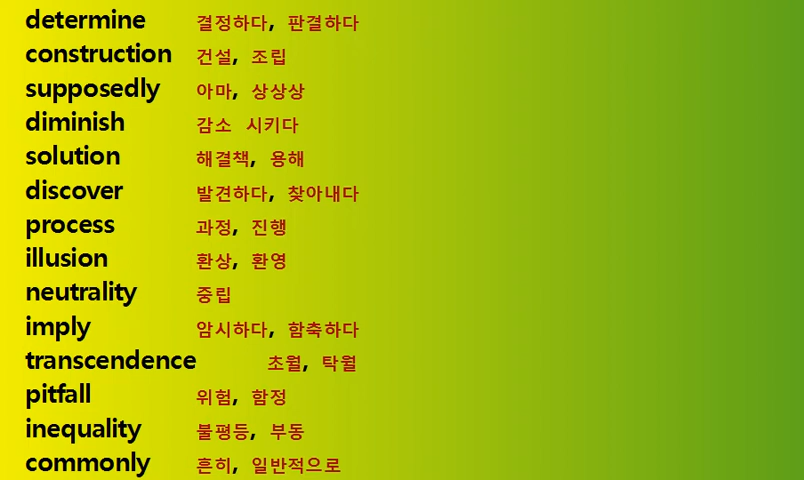 determine 결정하다, 판결하다
construction 건설, 조립
supposedly 아마, 상상상
diminish 감소 시키다
solution 해결책, 용해
discover 발견하다, 찾아내다
process 과정, 진행
illusion 환상, 환영
neutrality 중립
imply 암시하다, 함축하다
transcendence 초월, 탁월
pitfall 위험, 함정
inequality 불평등, 부동
commonly 흔히, 일반적으로